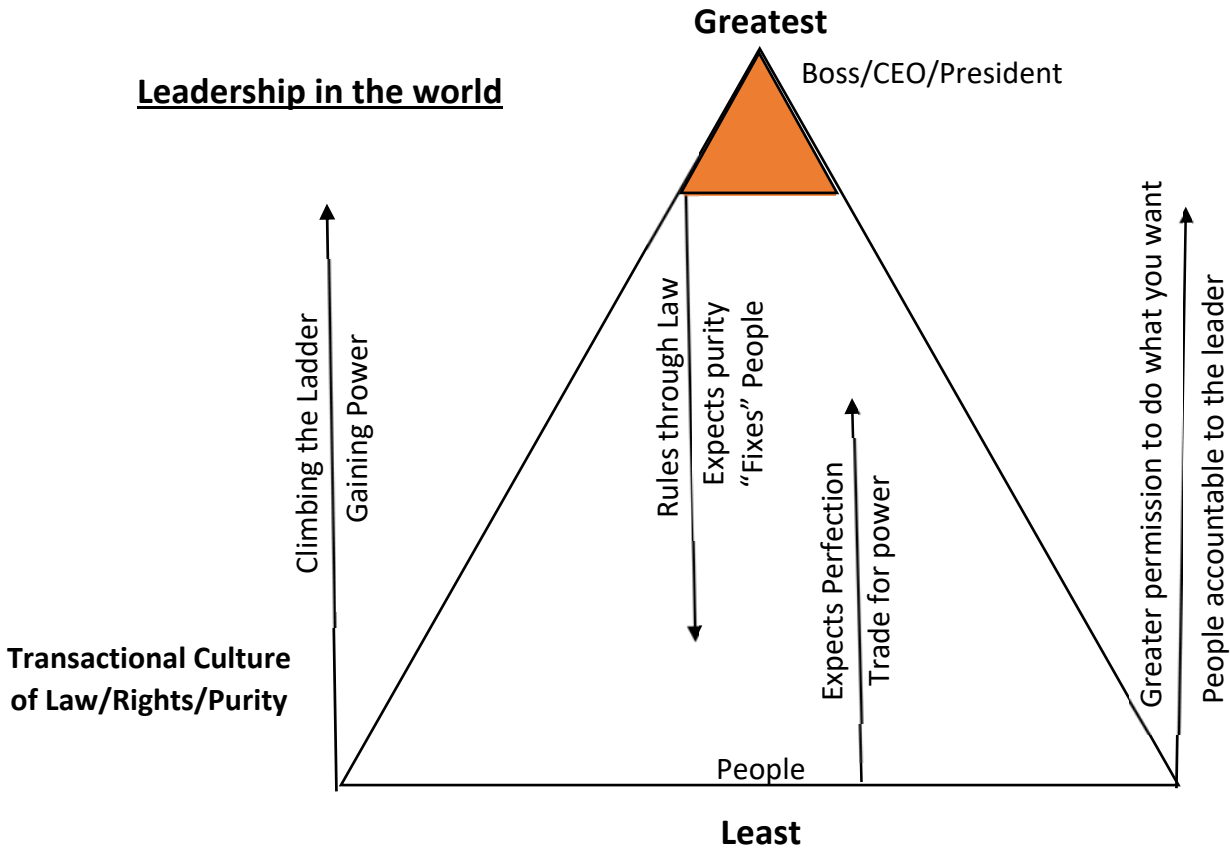 Greatest
Boss/CEO/President
Leadership in the world
Climbing the Ladder
Gaining Power
Rules through Law
Expects purity
“Fixes” People
Expects Perfection
Trade for power
Greater permission to do what you want
People accountable to the leader
Transactional Culture
of Law/Rights/Purity
People
Least